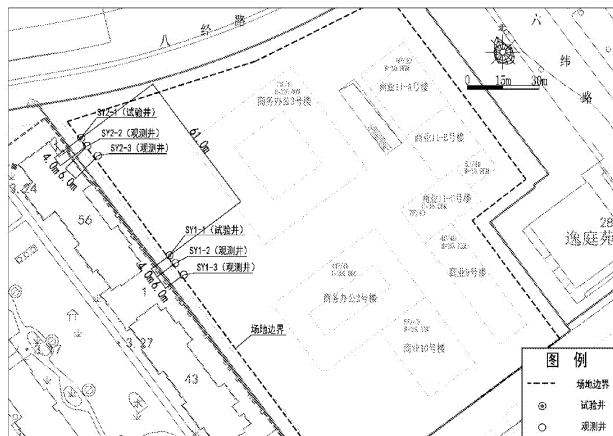 八经路
六纬路
0 15m 30m
商务办公3号楼
商业11-A号楼
商业11-B号楼
商业11-C号楼
SY2-1 (试验井)
SY2-2 (观测井)
SY2-3 (观测井)
61.0m
4.0m
6.0m
3.24
56
SY1-1 (试验井)
SY1-2 (观测井)
SY1-3 (观测井)
4.0m
6.0m
1
商业9号楼
商务办公2号楼
商业10号楼
28
逸庭苑
场地边界
3.27
43
图例
场地边界
试验井
观测井